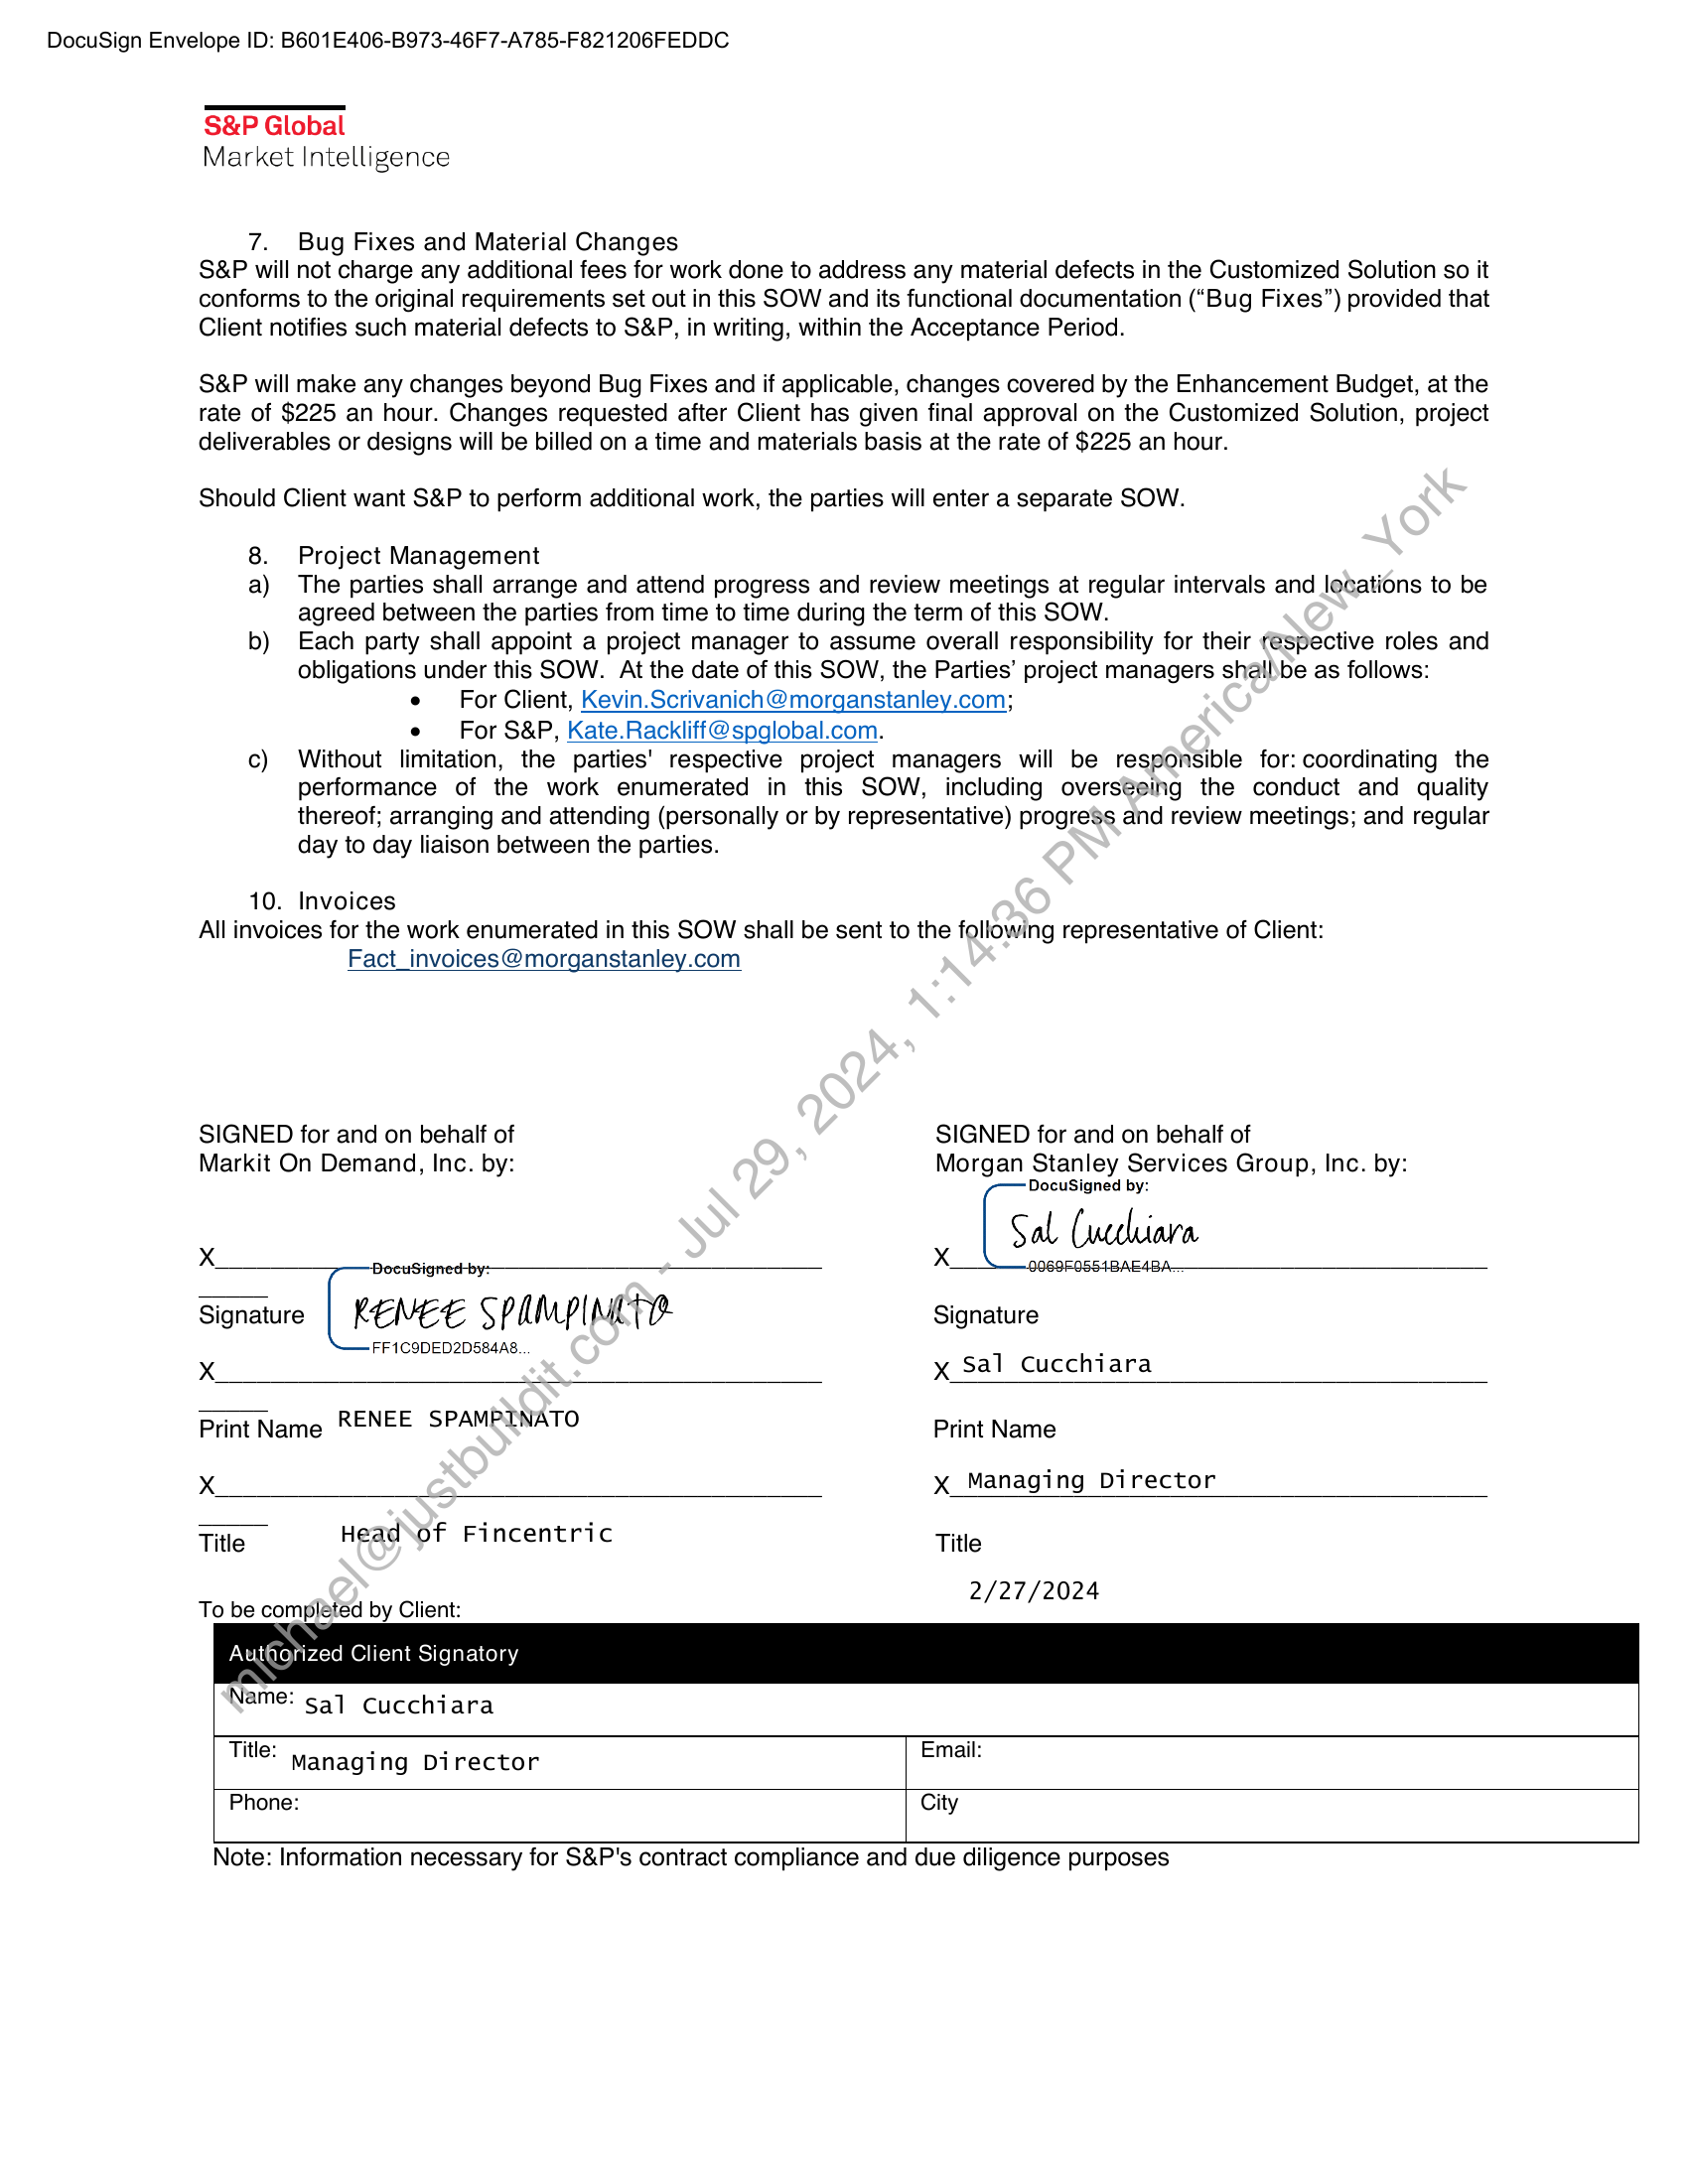 DocuSign Envelope ID: B601E406-B973-46F7-A785-F821206FEDDC
S&P Global
Market Intelligence
7. Bug Fixes and Material Changes
S&P will not charge any additional fees for work done to address any material defects in the Customized Solution so it
conforms to the original requirements set out in this SOW and its functional documentation (“Bug Fixes”) provided that
Client notifies such material defects to S&P, in writing, within the Acceptance Period.
S&P will make any changes beyond Bug Fixes and if applicable, changes covered by the Enhancement Budget, at the
rate of $225 an hour. Changes requested after Client has given final approval on the Customized Solution, project
deliverables or designs will be billed on a time and materials basis at the rate of $225 an hour.
Should Client want S&P to perform additional work, the parties will enter a separate SOW.
8. Project Management
a) The parties shall arrange and attend progress and review meetings at regular intervals and locations to be
agreed between the parties from time to time during the term of this SOW.
b) Each party shall appoint a project manager to assume overall responsibility for their respective roles and
obligations under this SOW. At the date of this SOW, the Parties’ project managers shall be as follows:
• For Client, Kevin.Scrivanich@morganstanley.com;
• For S&P, Kate.Rackliff@spglobal.com.
c) Without limitation, the parties' respective project managers will be responsible for: coordinating the
performance of the work enumerated in this SOW, including overseeing the conduct and quality
thereof; arranging and attending (personally or by representative) progress and review meetings; and regular
day to day liaison between the parties.
10. Invoices
All invoices for the work enumerated in this SOW shall be sent to the following representative of Client:
Fact_invoices@morganstanley.com
michael@justbuildit.com - Jul 29, 2024, 1:14:36 PM America/New_York
SIGNED for and on behalf of
Markit On Demand, Inc. by:
X
DocuSigned by:
RENEE SPAMPINATO
FF1C9DED2D584A8...
Signature
X
RENEE SPAMPINATO
Print Name
X
Head of Fincentric
Title
SIGNED for and on behalf of
Morgan Stanley Services Group, Inc. by:
DocuSigned by:
Sal Cucchiara
X
0069F0551BAE4BA...
Signature
X Sal Cucchiara
Print Name
X Managing Director
Title
2/27/2024
To be completed by Client:
Authorized Client Signatory
Name: Sal Cucchiara
Title: Managing Director
Email:
Phone:
City
Note: Information necessary for S&P's contract compliance and due diligence purposes